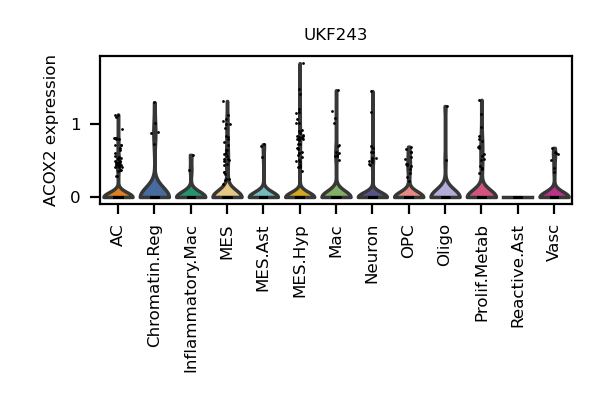 UKF243
ACOX2 expression
1
0
AC
Chromatin.Reg
Inflammatory.Mac
MES
MES.Ast
MES.Hyp
Mac
Neuron
OPC
Oligo
Prolif.Metab
Reactive.Ast
Vasc